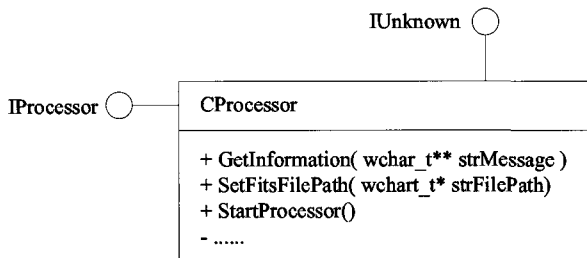 IUnknown
IProcessor
CProcessor
+ GetInformation( wchar_t** strMessage )
+ SetFitsFilePath( wchart_t* strFilePath)
+ StartProcessor()
- ......